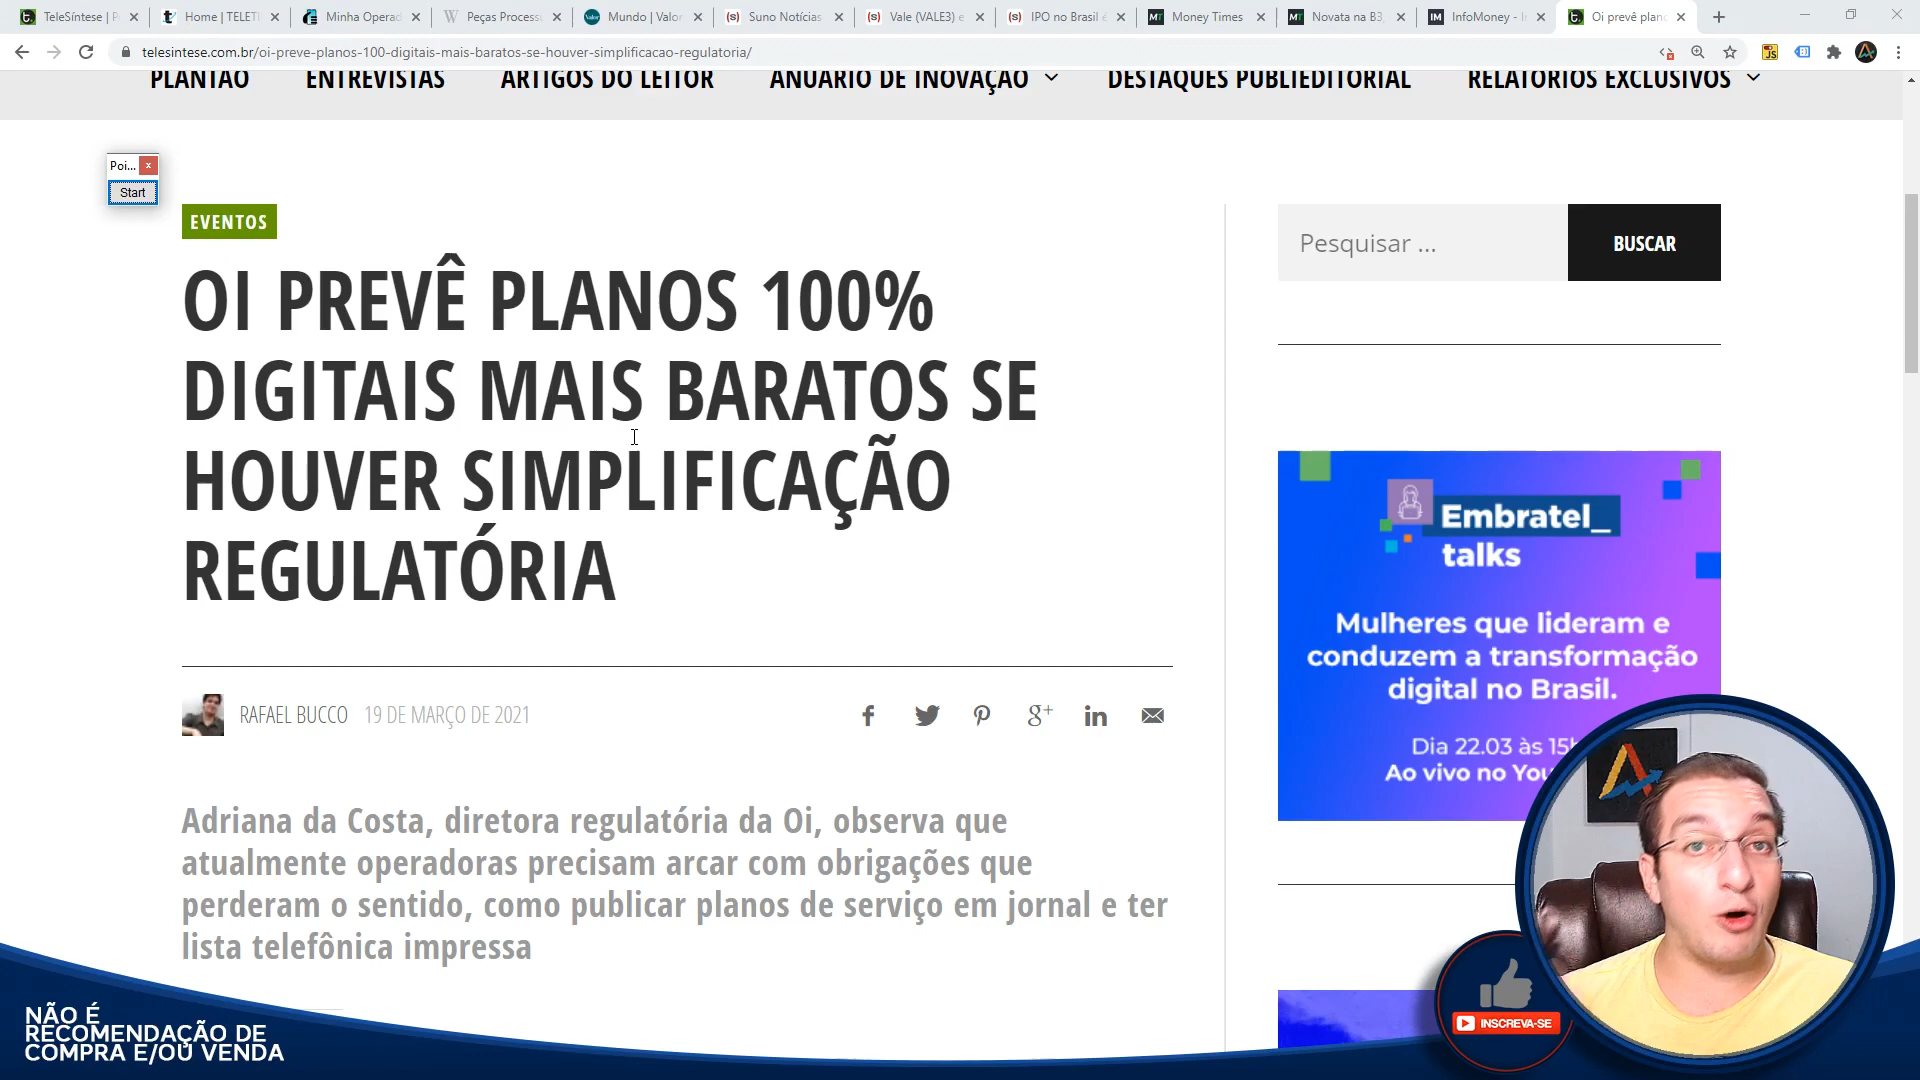 TeleSíntese | P
Home | TELETI
Minha Operad
Peças Process
Mundo | Valor
Suno Notícias
Vale (VALE3) e
IPO no Brasil é
Money Times
Novata na B3,
InfoMoney - In
Oi prevê plano
telesintese.com.br/oi-preve-planos-100-digitais-mais-baratos-se-houver-simplificacao-regulatoria/
PLANTÃO
ENTREVISTAS
ARTIGOS DO LEITOR
ANUÁRIO DE INOVAÇÃO
DESTAQUES PUBLIEDITORIAL
RELATÓRIOS EXCLUSIVOS
Poi...
Start
EVENTOS
OI PREVÊ PLANOS 100%
DIGITAIS MAIS BARATOS SE
HOUVER SIMPLIFICAÇÃO
REGULATÓRIA
RAFAEL BUCCO 19 DE MARÇO DE 2021
Adriana da Costa, diretora regulatória da Oi, observa que
atualmente operadoras precisam arcar com obrigações que
perderam o sentido, como publicar planos de serviço em jornal e ter
lista telefônica impressa
Pesquisar ...
BUSCAR
Embratel_
talks
Mulheres que lideram e
conduzem a transformação
digital no Brasil.
Dia 22.03 às 15h
Ao vivo no You
INSCREVA-SE
NÃO É
RECOMENDAÇÃO DE
COMPRA E/OU VENDA